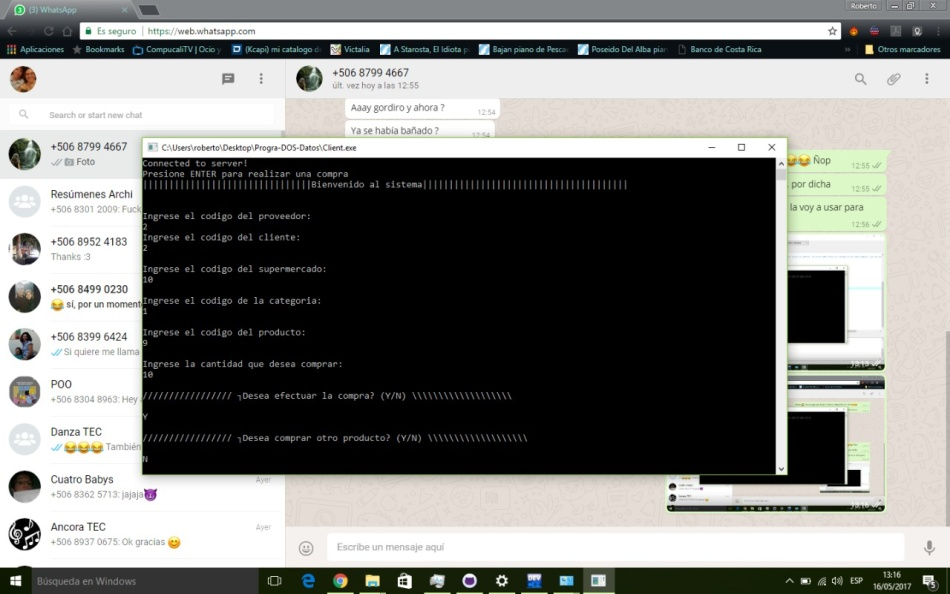 (3) WhatsApp
Roberto
Es seguro | https://web.whatsapp.com
Aplicaciones
Bookmarks
CompucaliTV | Ocio y
(Kcapi) mi catalogo d
Victalia
A Starosta, El Idiota p
Bajan piano de Pesca
Poseido Del Alba pian
Banco de Costa Rica
»
Otros marcadores
+506 8799 4667
últ. vez hoy a las 12:55
Search or start new chat
+506 8799 4667
Foto
Resúmenes Archi
+506 8301 2009: Fuck
+506 8952 4183
Thanks :3
+506 8499 0230
😂 sí, por un moment
+506 8399 6424
Si quiere me llama
POO
+506 8304 8963: Hey
Danza TEC
😂😂😂 También
Cuatro Babys
Ayer
+506 8362 5713: jajaja😈
Ancora TEC
Ayer
+506 8937 0675: Ok gracias 😊
Aaay gordiro y ahora ?
12:54
Ya se había bañado ?
12:54
😂😂 Ñop
12:55
por dicha
12:55
la voy a usar para
12:56
C:\Users\roberto\Desktop\Progra-DOS-Datos\Client.exe
Connected to server!
Presione ENTER para realizar una compra
||||||||||||||||||||||||||||||||Bienvenido al sistema|||||||||||||||||||||||||||||||||||||||
Ingrese el codigo del proveedor:
2
Ingrese el codigo del cliente:
2
Ingrese el codigo del supermercado:
10
Ingrese el codigo de la categoria:
1
Ingrese el codigo del producto:
9
Ingrese la cantidad que desea comprar:
10
///////////////// ┐Desea efectuar la compra? (Y/N) \\\\\\\\\\\\\\\\\\\
Y
///////////////// ┐Desea comprar otro producto? (Y/N) \\\\\\\\\\\\\\\\\\\
N
13:15
13:16
Escribe un mensaje aquí
Búsqueda en Windows
ESP
13:16
16/05/2017
5